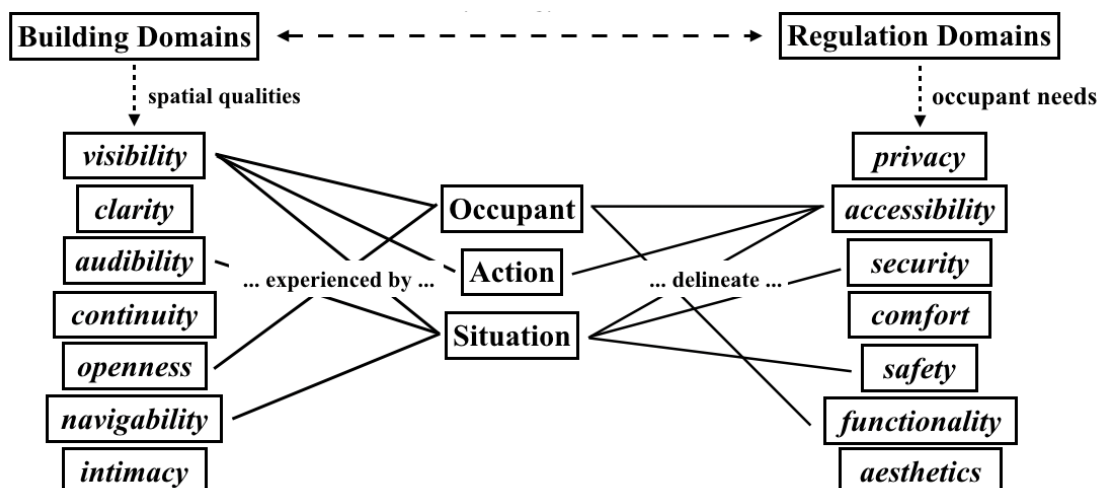 Building Domains
Regulation Domains
spatial qualities
occupant needs
visibility
privacy
clarity
Occupant
accessibility
audibility
... experienced by ...
Action
... delineate ...
security
continuity
Situation
comfort
openness
safety
navigability
functionality
intimacy
aesthetics